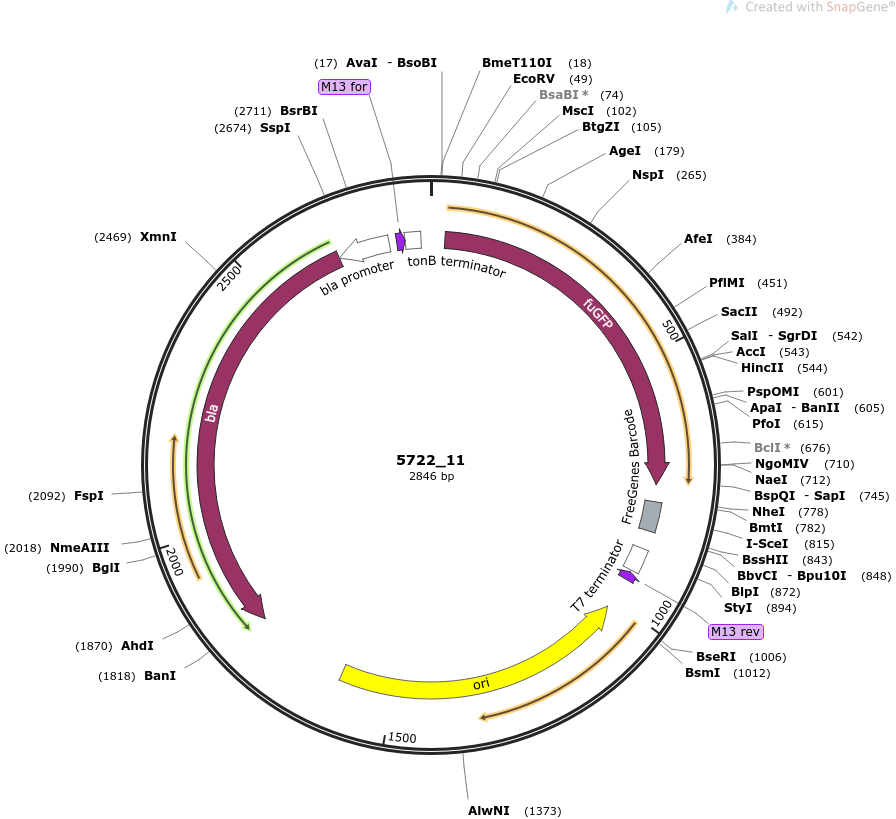 Created with SnapGene®
(17) AvaI - BsoBI
BmeT110I (18)
M13 for
EcoRV (49)
BsaBI * (74)
(2711) BsrBI
MscI (102)
(2674) SspI
BtgZI (105)
AgeI (179)
NspI (265)
(2469) XmnI
AfeI (384)
bla promoter
tonB terminator
2500
PflMI (451)
fuGFP
SacII (492)
500
SalI - SgrDI (542)
AccI (543)
HincII (544)
PspOMI (601)
bla
ApaI - BanII (605)
PfoI (615)
FreeGenes Barcode
BclI * (676)
5722_11
2846 bp
NgoMIV (710)
NaeI (712)
(2092) FspI
BspQI - SapI (745)
NheI (778)
BmtI (782)
(2018) NmeAIII
I-SceI (815)
2000
BssHII (843)
(1990) BglI
T7 terminator
BbvCI - Bpu10I (848)
BlpI (872)
StyI (894)
1000
M13 rev
(1870) AhdI
BseRI (1006)
(1818) BanI
BsmI (1012)
ori
1500
AlwNI (1373)